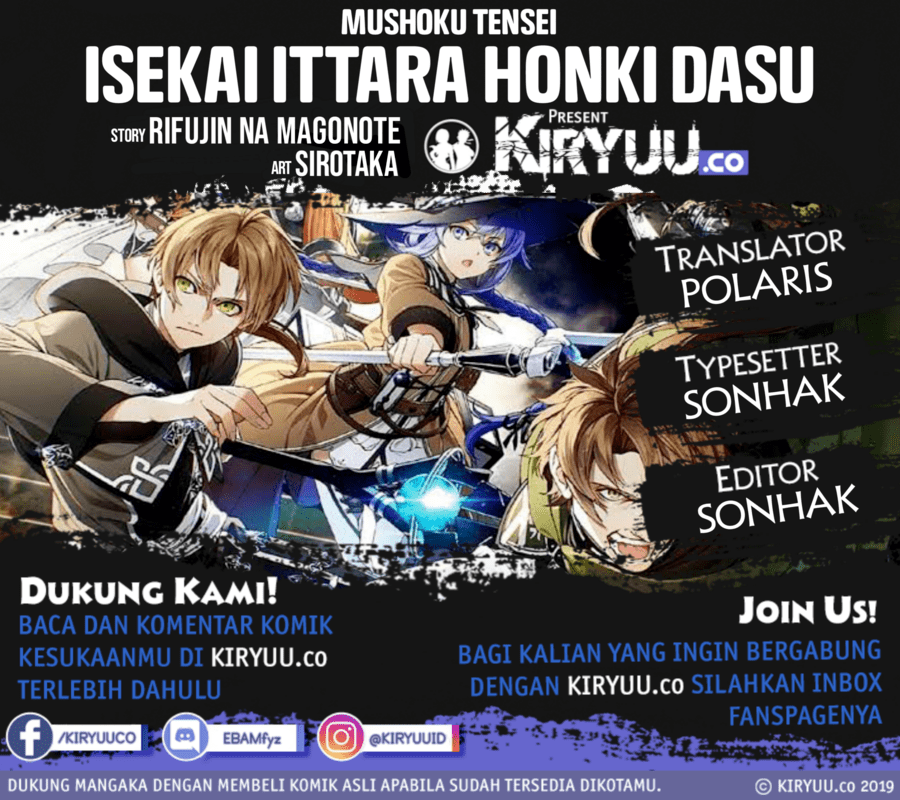 MUSHOKU TENSEI
ISEKAI ITTARA HONKI DASU
STORY RIFUJIN NA MAGONOTE
ART SIROTAKA
PRESENT
KIRYUU.CO
TRANSLATOR
POLARIS
TYPESETTER
SONHAK
EDITOR
SONHAK
DUKUNG KAMI!
BACA DAN KOMENTAR KOMIK
KESUKAANMU DI KIRYUU.co
TERLEBIH DAHULU
JOIN US!
BAGI KALIAN YANG INGIN BERGABUNG
DENGAN KIRYUU.co SILAHKAN INBOX
FANSPAGENYA
/KIRYUUCO
EBAMfyz
@KIRYUUID
DUKUNG MANGAKA DENGAN MEMBELI KOMIK ASLI APABILA SUDAH TERSEDIA DIKOTAMU.
© KIRYUU.co 2019